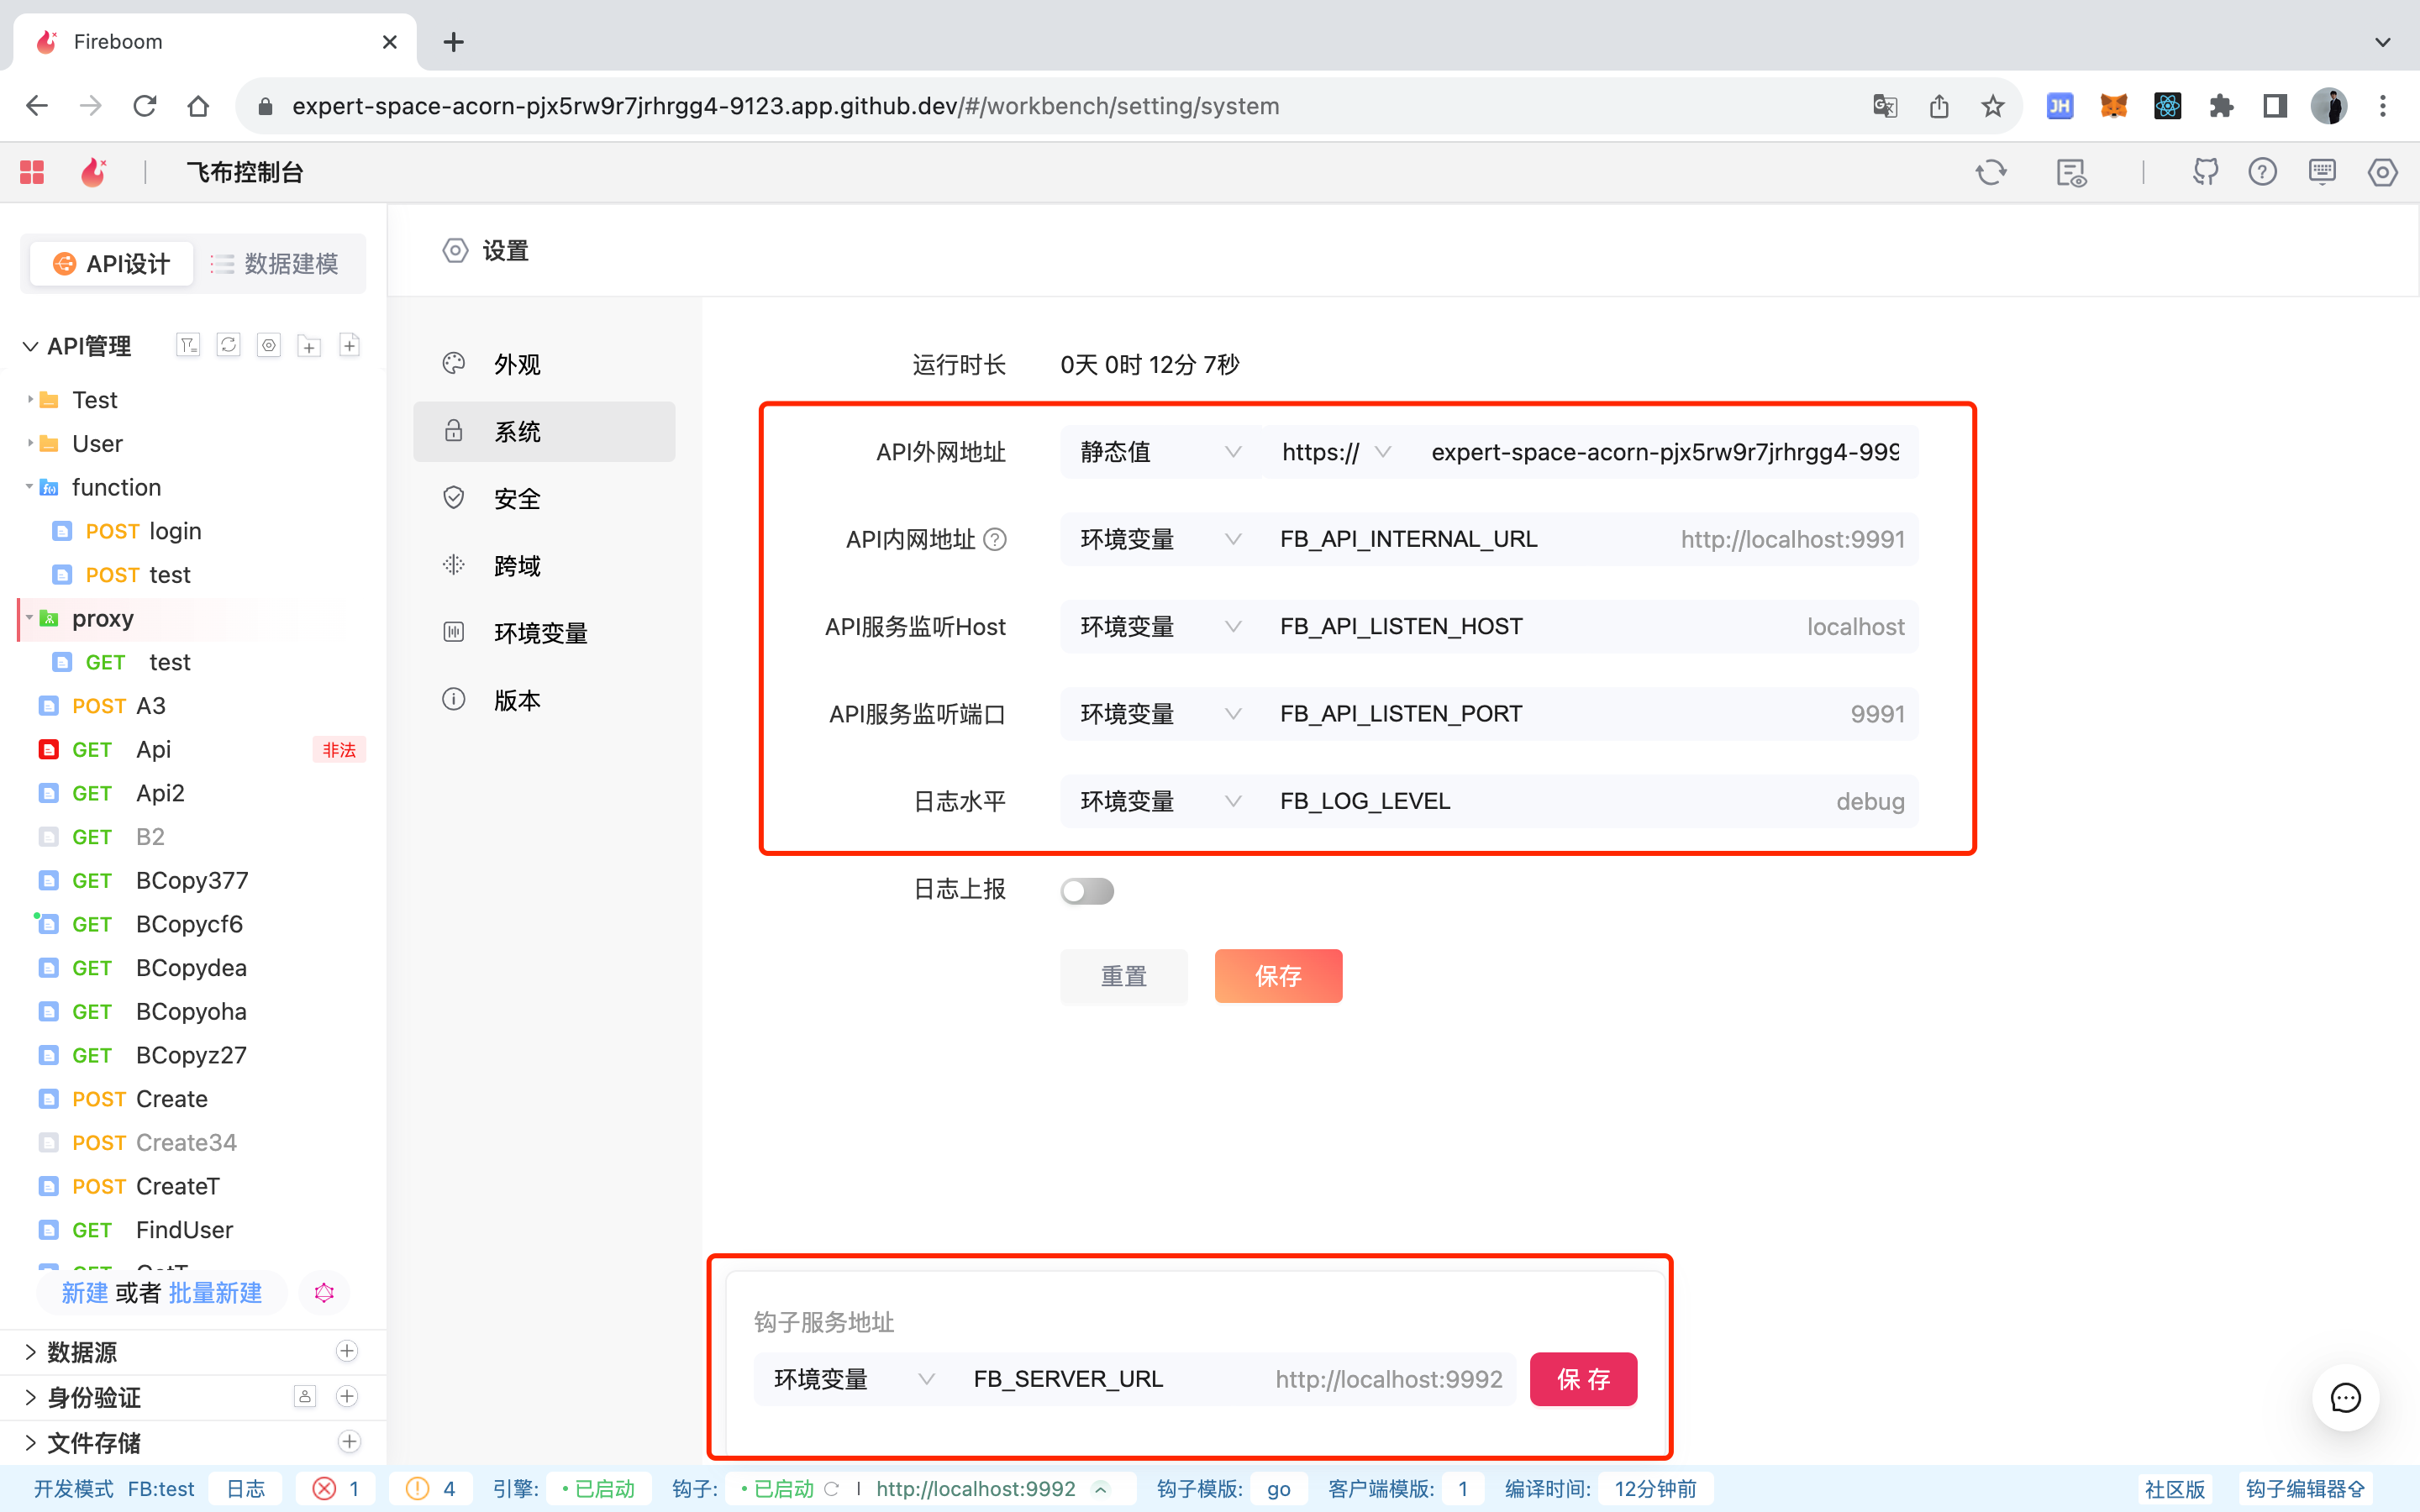 Fireboom
expert-space-acorn-pjx5rw9r7jrhrgg4-9123.app.github.dev/#/workbench/setting/system
JH
飞布控制台
API设计
数据建模
设置
API管理
Test
User
function
POST login
POST test
proxy
GET test
POST A3
GET Api 非法
GET Api2
GET B2
GET BCopy377
GET BCopycf6
GET BCopydea
GET BCopyoha
GET BCopyz27
POST Create
POST Create34
POST CreateT
GET FindUser
新建 或者 批量新建
数据源
身份验证
文件存储
外观
系统
安全
跨域
环境变量
版本
运行时长 0天 0时 12分 7秒
API外网地址 静态值 https:// expert-space-acorn-pjx5rw9r7jrhrgg4-999
API内网地址 环境变量 FB_API_INTERNAL_URL http://localhost:9991
API服务监听Host 环境变量 FB_API_LISTEN_HOST localhost
API服务监听端口 环境变量 FB_API_LISTEN_PORT 9991
日志水平 环境变量 FB_LOG_LEVEL debug
日志上报
重置 保存
钩子服务地址
环境变量 FB_SERVER_URL http://localhost:9992 保 存
开发模式 FB:test 日志 1 4 引擎: 已启动 钩子: 已启动 | http://localhost:9992 钩子模版: go 客户端模版: 1 编译时间: 12分钟前 社区版 钩子编辑器